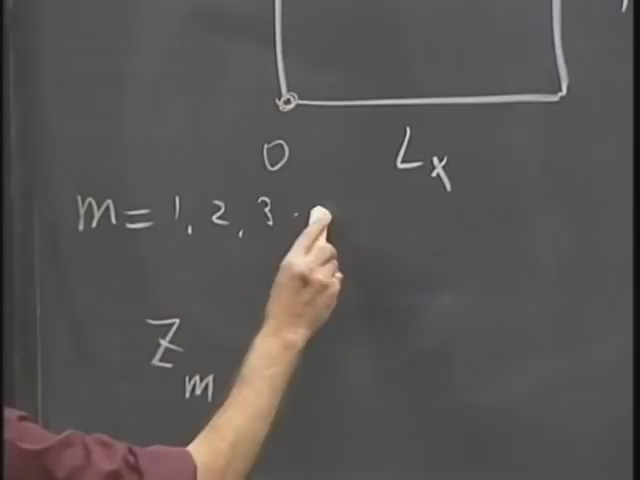 0 Lx
m = 1, 2, 3 ..
Zm